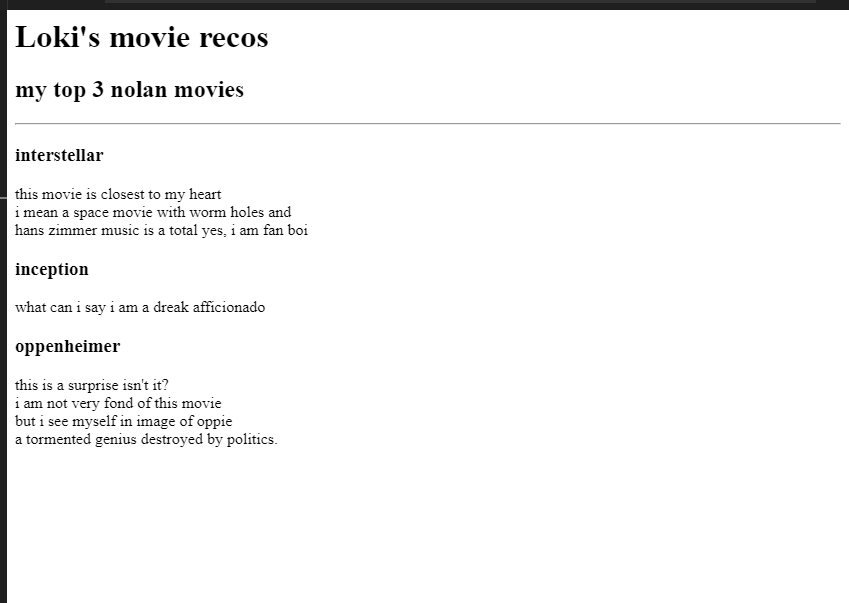 Loki's movie recos
my top 3 nolan movies
interstellar
this movie is closest to my heart
i mean a space movie with worm holes and
hans zimmer music is a total yes, i am fan boi
inception
what can i say i am a dreak afficionado
oppenheimer
this is a surprise isn't it?
i am not very fond of this movie
but i see myself in image of oppie
a tormented genius destroyed by politics.